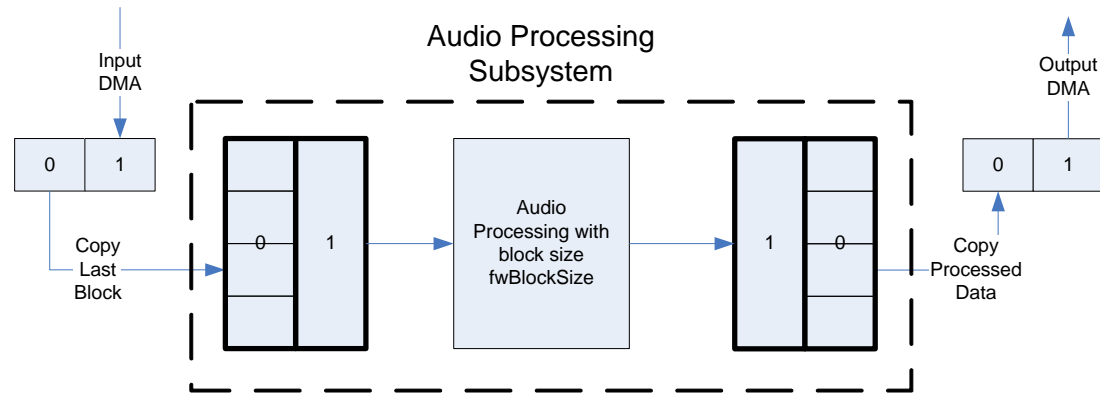 Audio Processing
Subsystem
Input
DMA
Output
DMA
0
1
0
1
Audio
Processing with
block size
fwBlockSize
1
0
0
1
Copy
Last
Block
Copy
Processed
Data